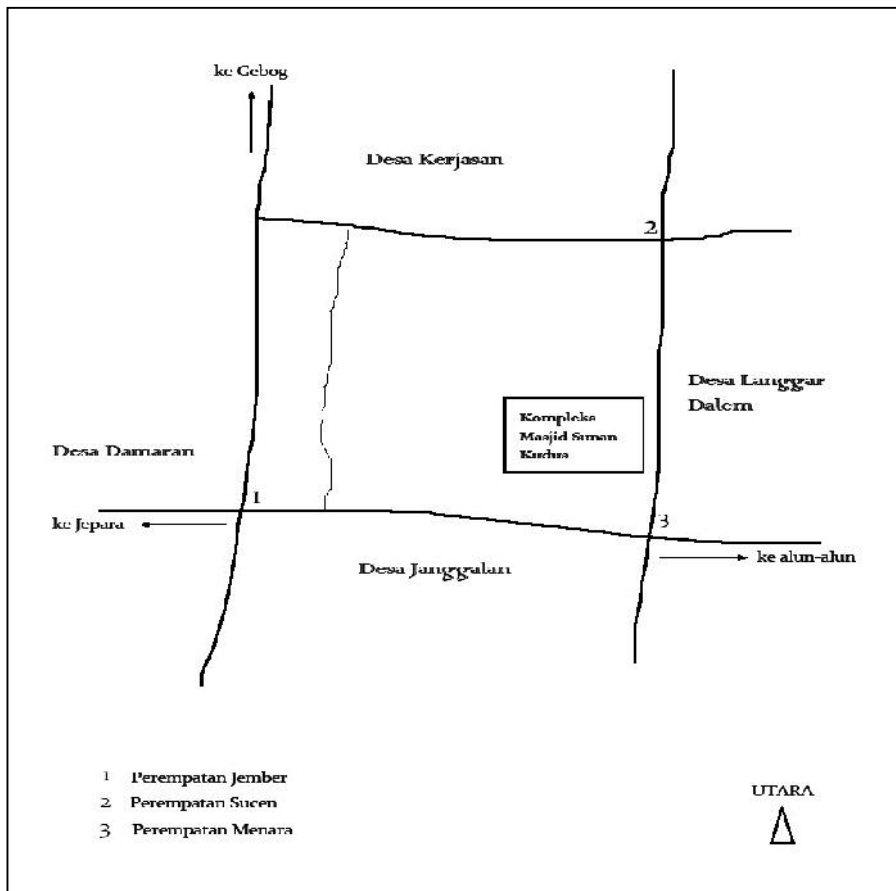 ke Gebog
Desa Kerjasan
2
Desa Langgar
Dalem
Kompleks
Masjid Sunan
Kudus
Desa Damaran
1
ke Jepara
3
ke alun-alun
Desa Janggalan
1 Perempatan Jember
2 Perempatan Sucen
3 Perempatan Menara
UTARA